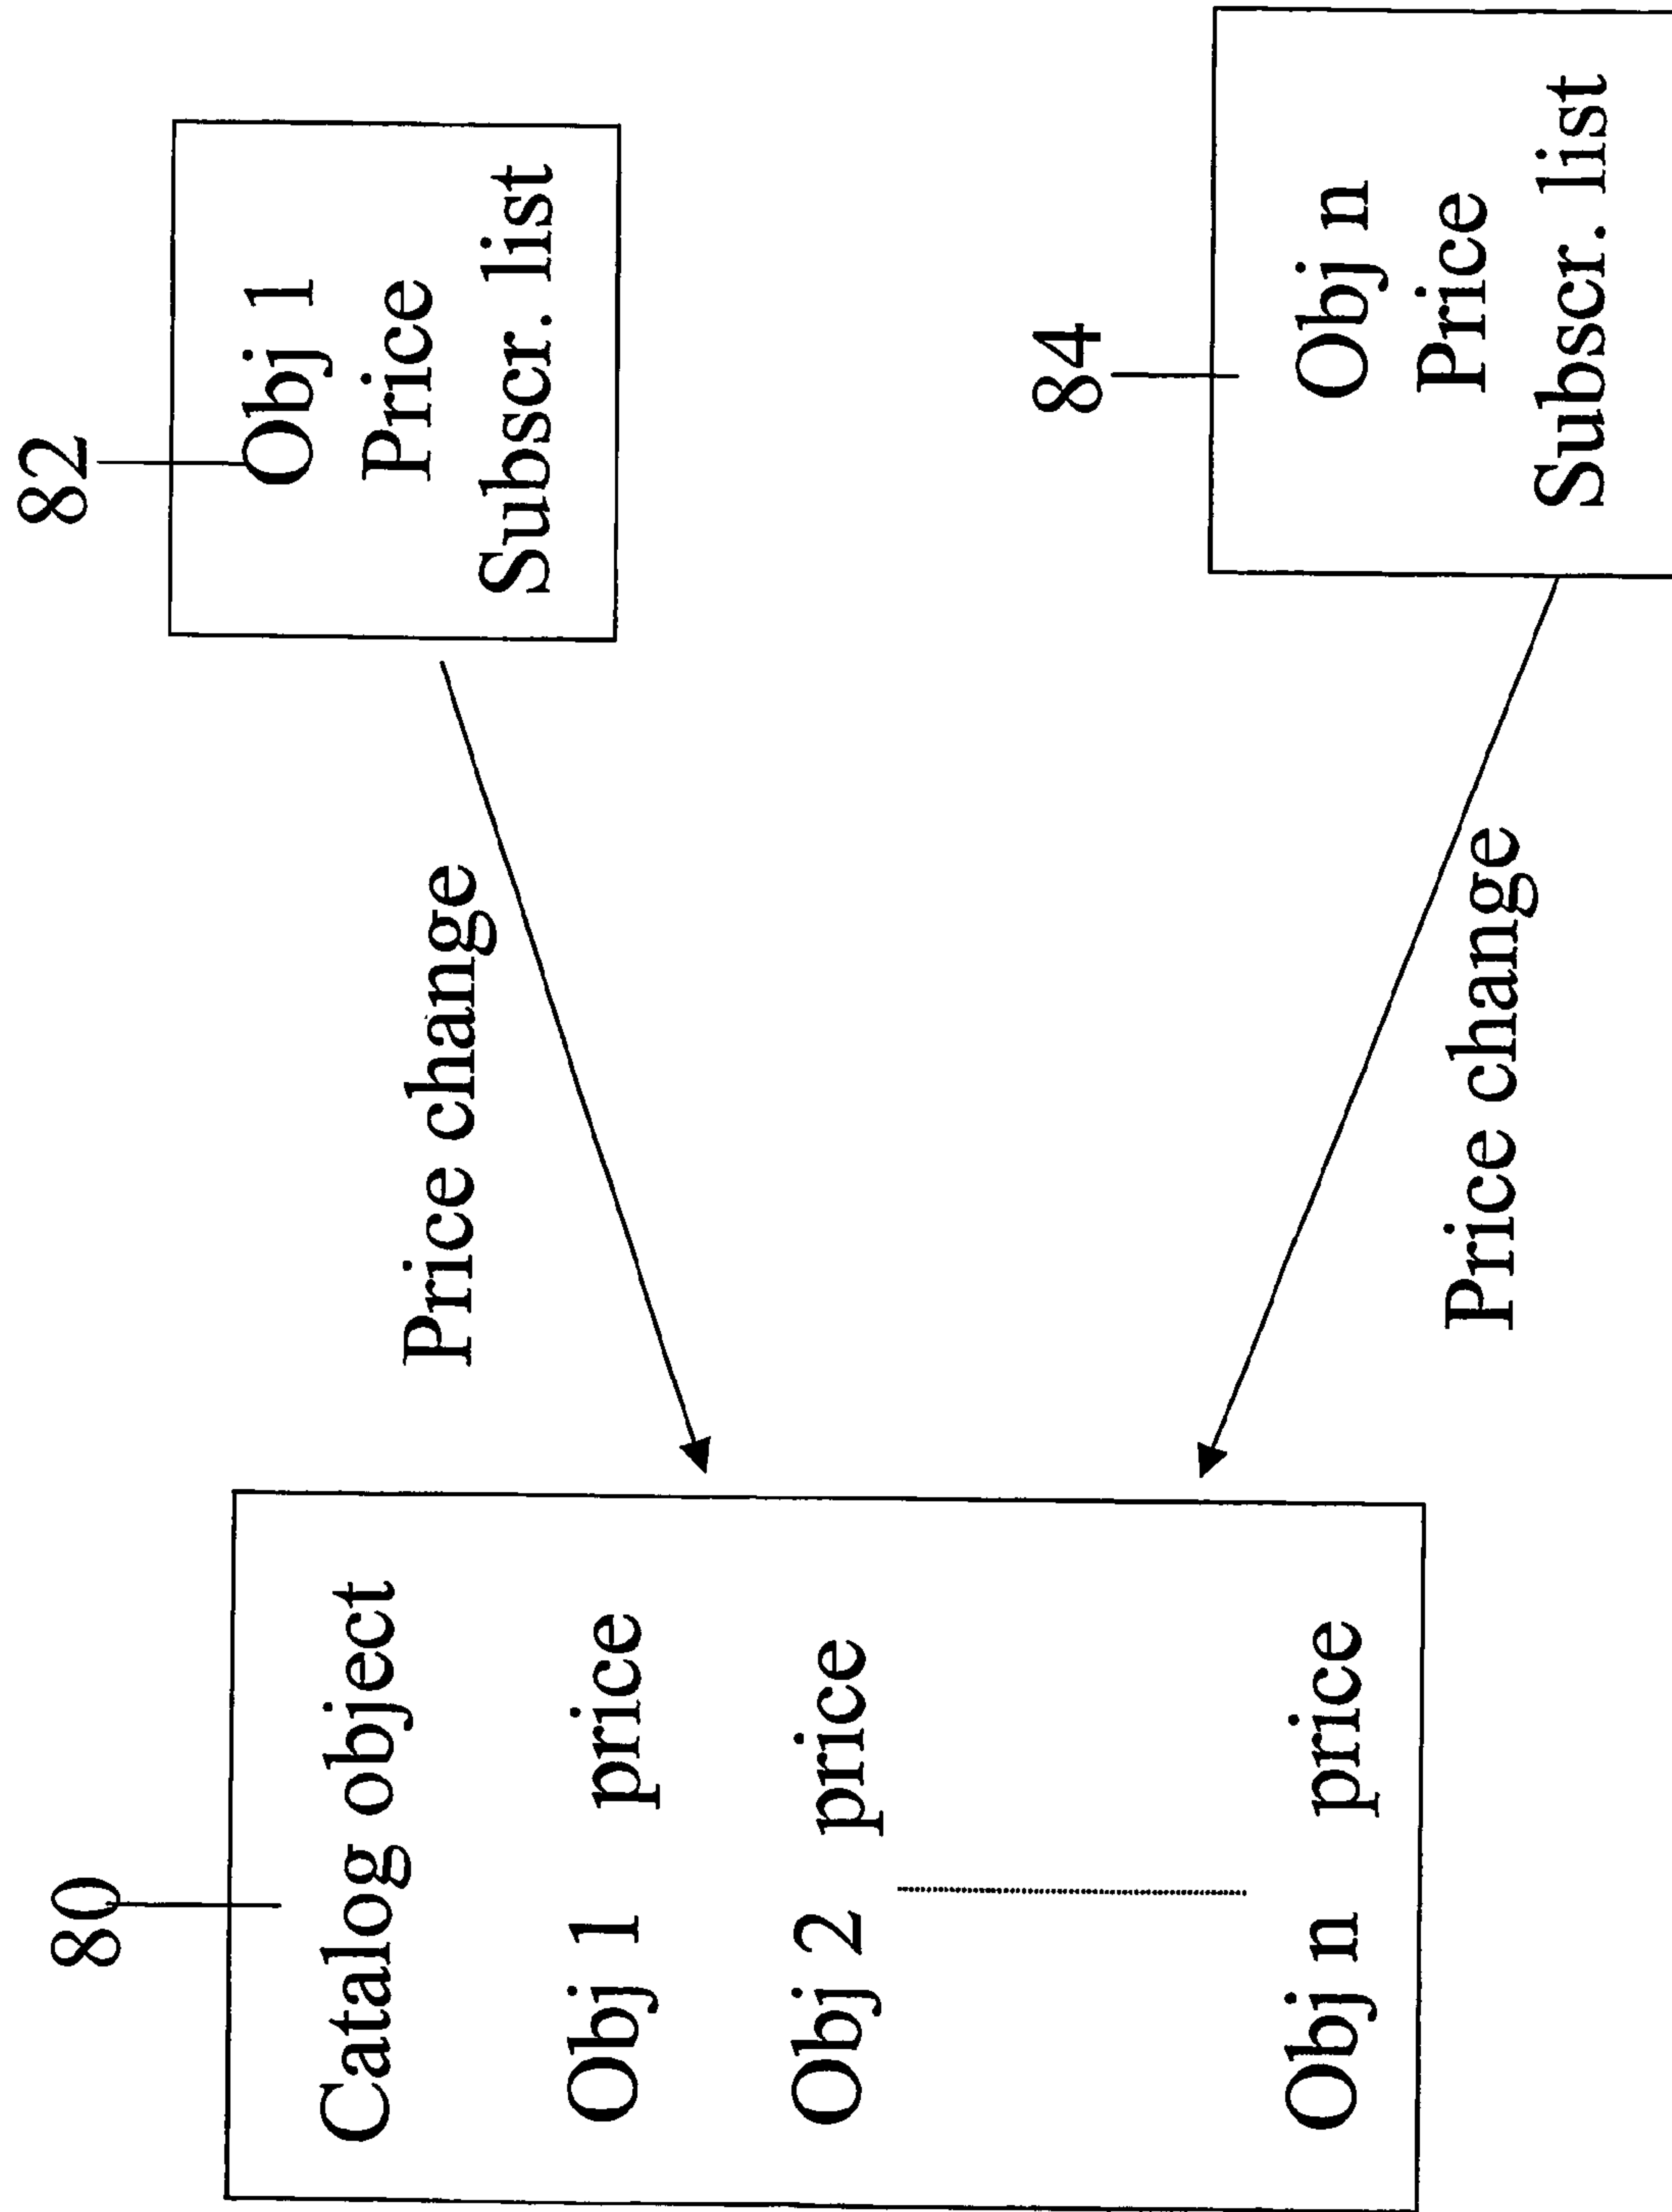 80
Catalog object
Obj 1 price
Obj 2 price
Obj n price
Price change
Price change
82
Obj 1
Price
Subscr. list
84
Obj n
Price
Subscr. list